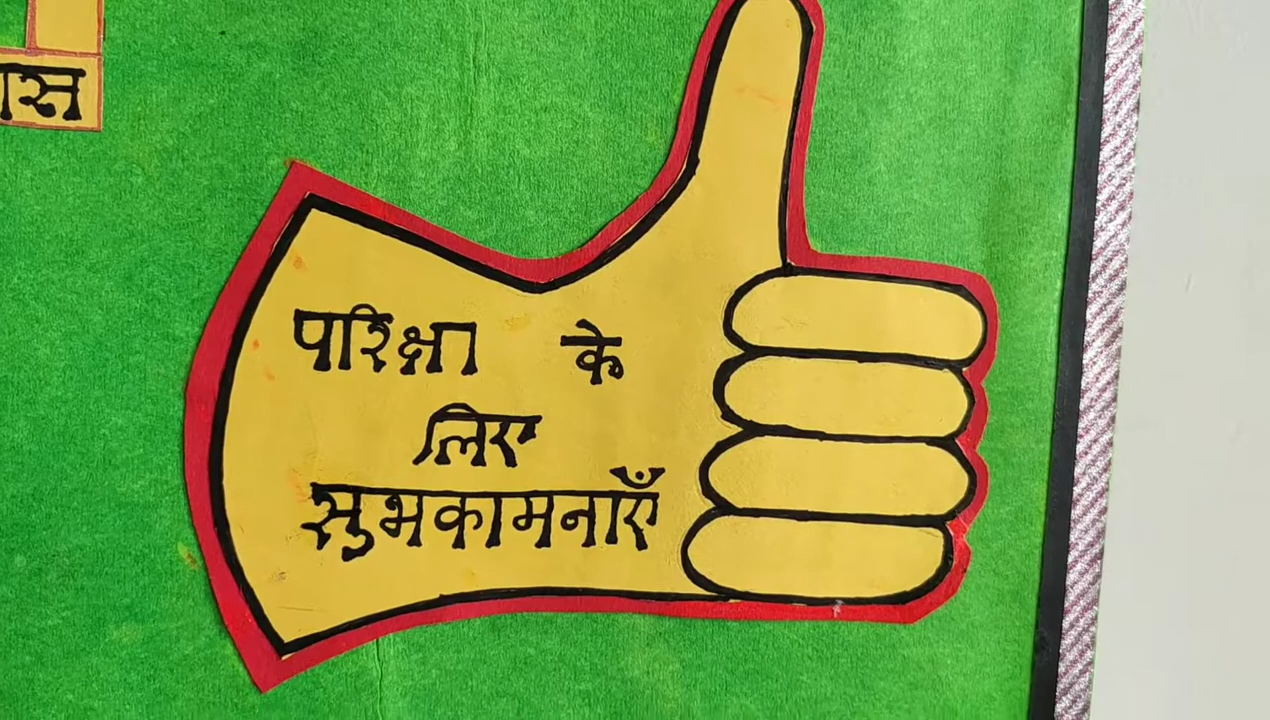 ास
परिक्षा के
लिए
सुभकामनाएँ